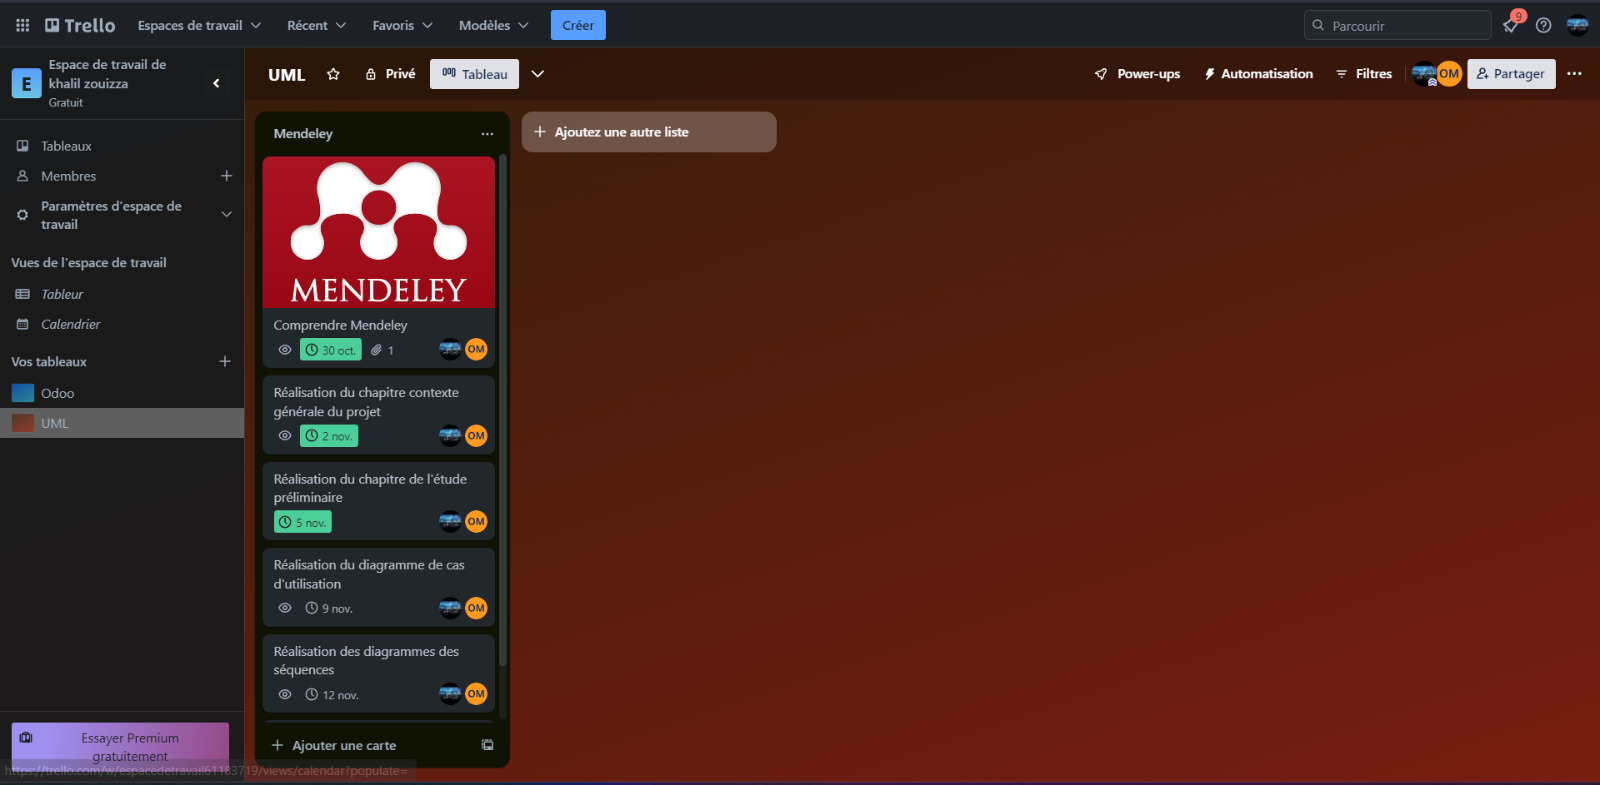 Trello
Espaces de travail
Récent
Favoris
Modèles
Créer
Parcourir
9
E
Espace de travail de
khalil zouizza
Gratuit
UML
Privé
Tableau
Power-ups
Automatisation
Filtres
OM
Partager
Tableaux
Membres
Paramètres d'espace de
travail
Vues de l'espace de travail
Tableur
Calendrier
Vos tableaux
Odoo
UML
Essayer Premium
gratuitement
https://trello.com/w/espacedetravail61183719/views/calendar?populate=
Mendeley
MENDELEY
Comprendre Mendeley
30 oct. 1 OM
Réalisation du chapitre contexte
générale du projet
2 nov. OM
Réalisation du chapitre de l'étude
préliminaire
5 nov. OM
Réalisation du diagramme de cas
d'utilisation
9 nov. OM
Réalisation des diagrammes des
séquences
12 nov. OM
Ajouter une carte
Ajoutez une autre liste